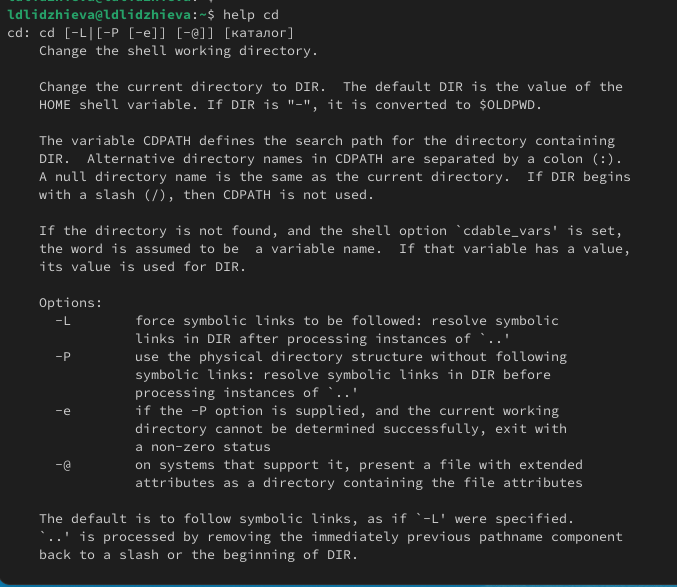 ldlidzhieva@ldlidzhieva:~$ help cd
cd: cd [-L|[-P [-e]] [-@]] [каталог]
    Change the shell working directory.

    Change the current directory to DIR.  The default DIR is the value of the
    HOME shell variable. If DIR is "-", it is converted to $OLDPWD.

    The variable CDPATH defines the search path for the directory containing
    DIR.  Alternative directory names in CDPATH are separated by a colon (:).
    A null directory name is the same as the current directory.  If DIR begins
    with a slash (/), then CDPATH is not used.

    If the directory is not found, and the shell option `cdable_vars' is set,
    the word is assumed to be  a variable name.  If that variable has a value,
    its value is used for DIR.

    Options:
      -L        force symbolic links to be followed: resolve symbolic
                links in DIR after processing instances of `..'
      -P        use the physical directory structure without following
                symbolic links: resolve symbolic links in DIR before
                processing instances of `..'
      -e        if the -P option is supplied, and the current working
                directory cannot be determined successfully, exit with
                a non-zero status
      -@        on systems that support it, present a file with extended
                attributes as a directory containing the file attributes

    The default is to follow symbolic links, as if `-L' were specified.
    `..' is processed by removing the immediately previous pathname component
    back to a slash or the beginning of DIR.